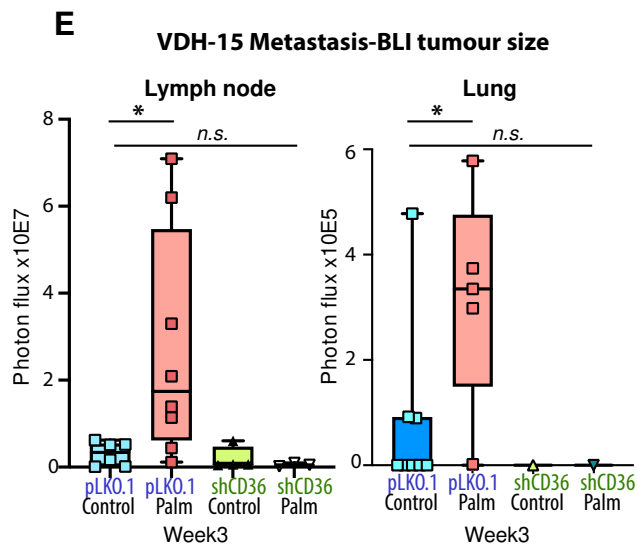 E
VDH-15 Metastasis-BLI tumour size
Lymph node
*
n.s.
Photon flux x10E7
8
6
4
2
0
pLKO.1 pLKO.1 shCD36 shCD36
Control Palm Control Palm
Week3
Lung
*
n.s.
Photon flux x10E5
6
4
2
0
pLKO.1 pLKO.1 shCD36 shCD36
Control Palm Control Palm
Week3